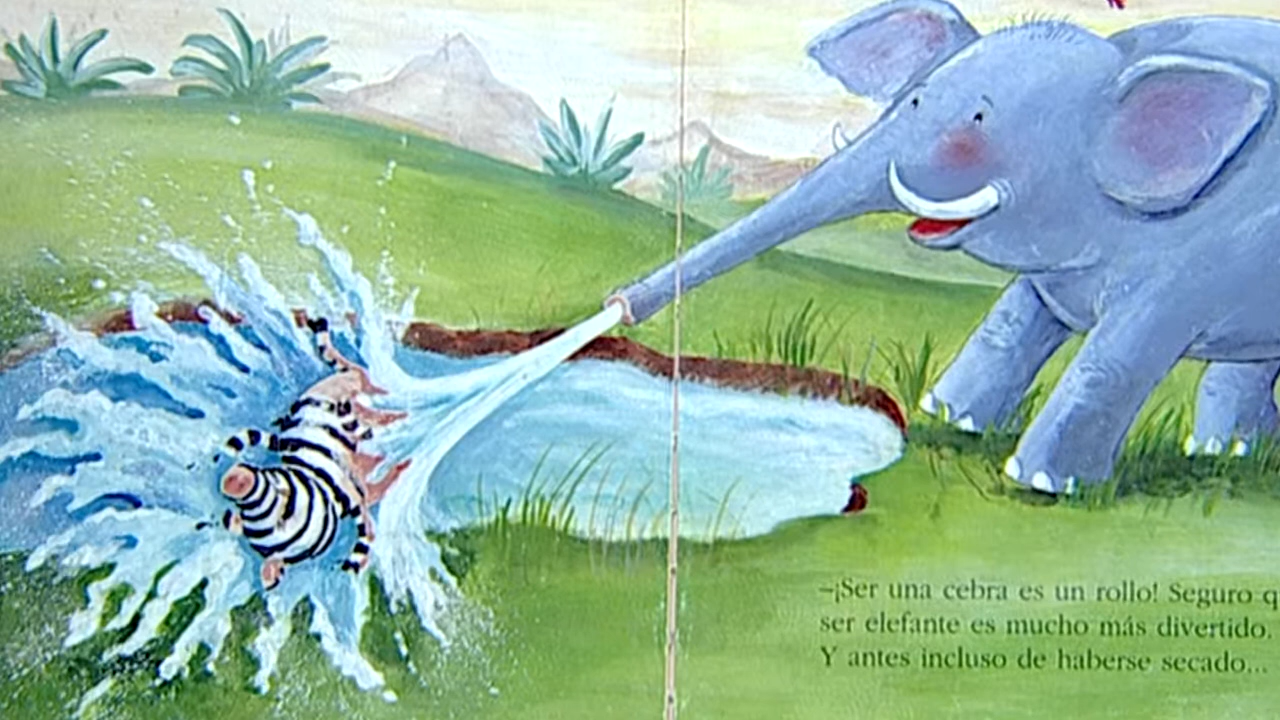 –¡Ser una cebra es un rollo! Seguro q
ser elefante es mucho más divertido.
Y antes incluso de haberse secado...